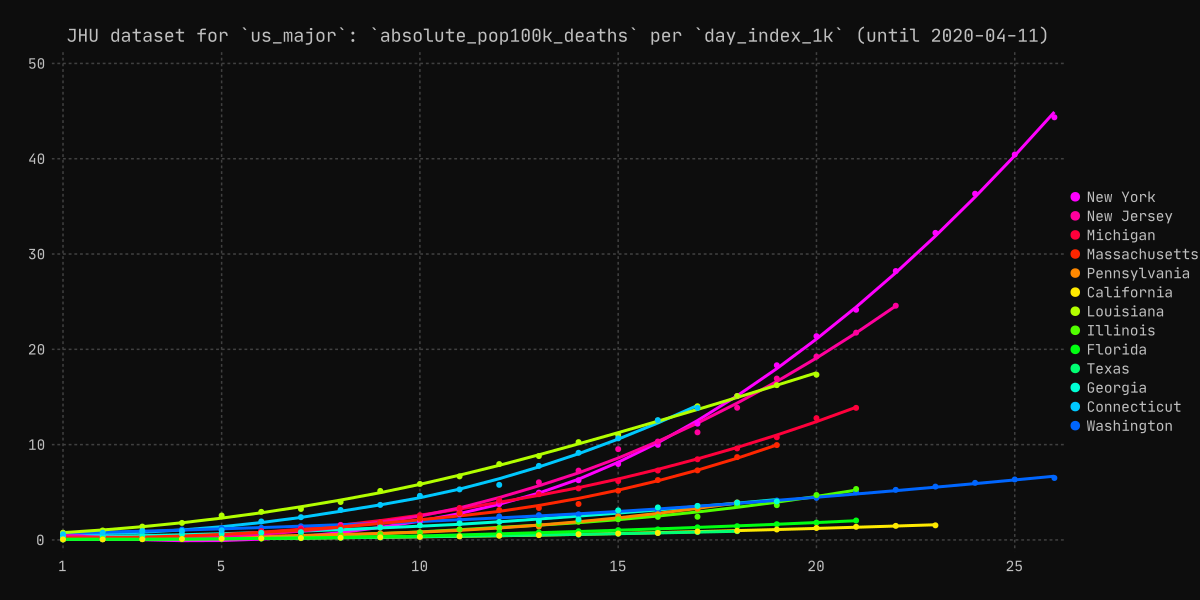 JHU dataset for `us_major`: `absolute_pop100k_deaths` per `day_index_1k` (until 2020-04-11)
50
40
30
20
10
0
1
5
10
15
20
25
New York
New Jersey
Michigan
Massachusetts
Pennsylvania
California
Louisiana
Illinois
Florida
Texas
Georgia
Connecticut
Washington